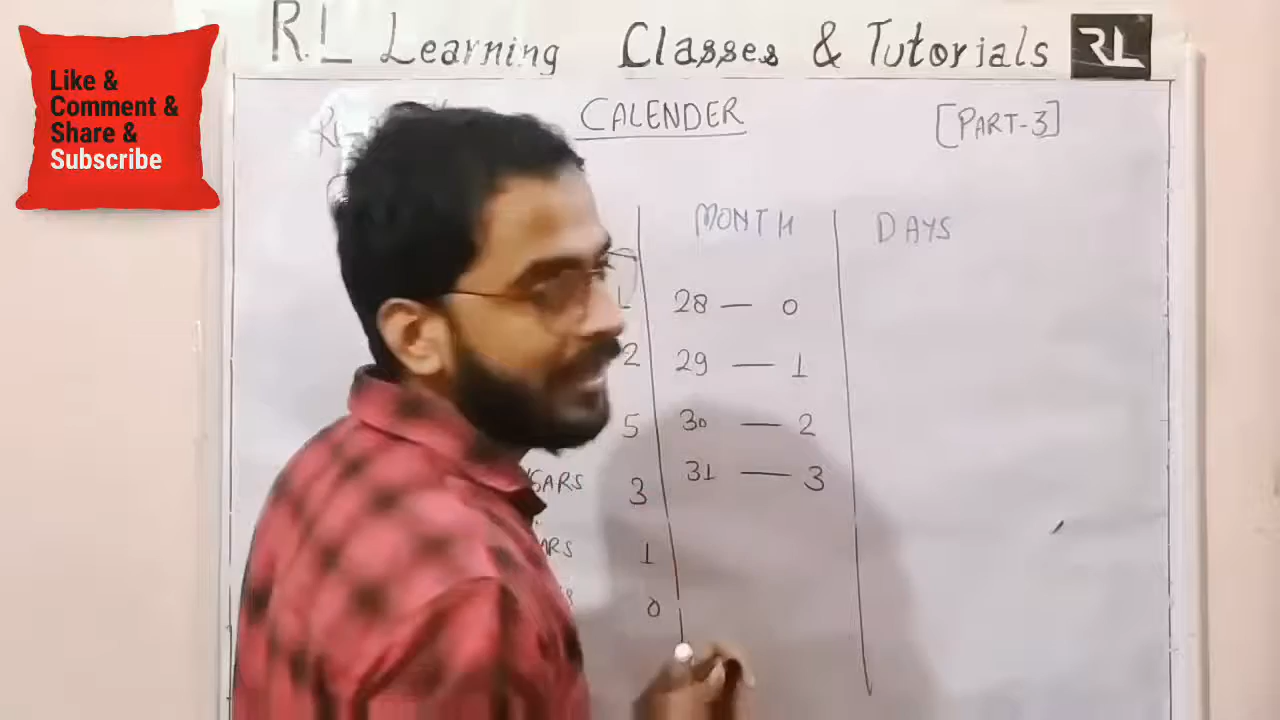 R.L Learning Classes & Tutorials RL
Like &
Comment &
Share &
Subscribe
CALENDER
[PART-3]
MONTH
DAYS
1
28 — 0
2
29 — 1
5
30 — 2
3
31 — 3
1
0